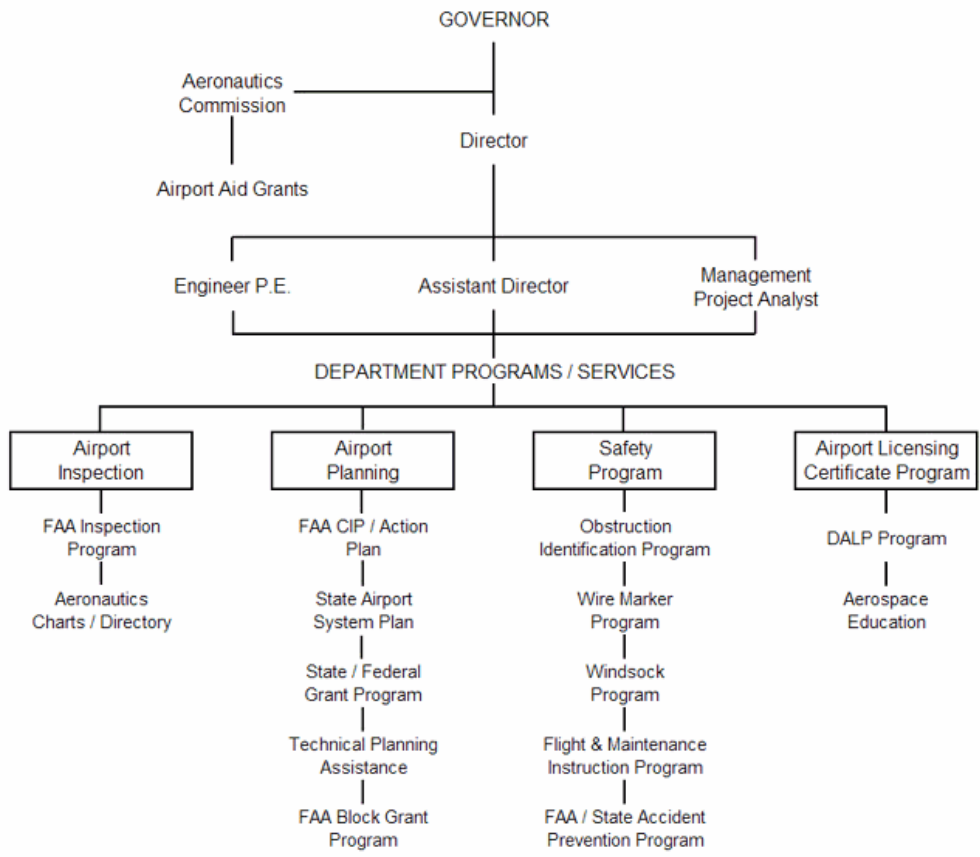 GOVERNOR
Aeronautics
Commission
Director
Airport Aid Grants
Engineer P.E.
Assistant Director
Management
Project Analyst
DEPARTMENT PROGRAMS / SERVICES
Airport
Inspection
Airport
Planning
Safety
Program
Airport Licensing
Certificate Program
FAA Inspection
Program
Aeronautics
Charts / Directory
FAA CIP / Action
Plan
State Airport
System Plan
State / Federal
Grant Program
Technical Planning
Assistance
FAA Block Grant
Program
Obstruction
Identification Program
Wire Marker
Program
Windsock
Program
Flight & Maintenance
Instruction Program
FAA / State Accident
Prevention Program
DALP Program
Aerospace
Education